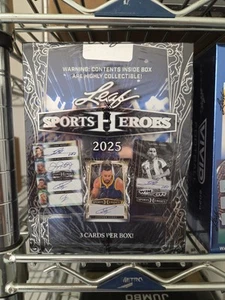 WARNING: CONTENTS INSIDE BOX
ARE HIGHLY COLLECTIBLE!
Leaf
SPORTS HEROES
2025
3 CARDS PER BOX!
JUMBO